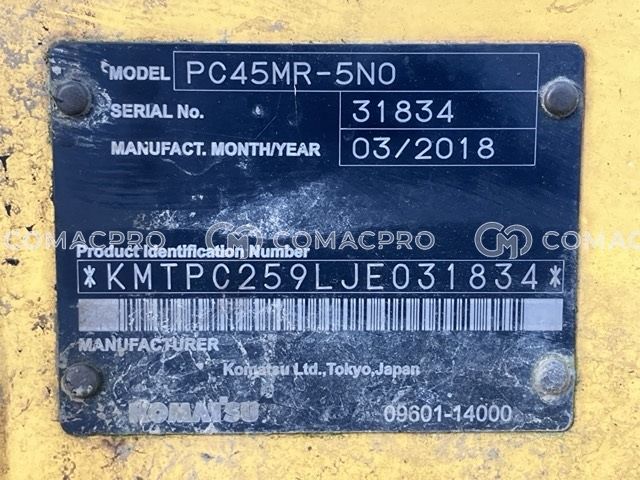 MODEL PC45MR-5N0
SERIAL No. 31834
MANUFACT. MONTH/YEAR 03/2018
COMACPRO COMACPRO COMACPRO
Product Identification Number
*KMTPC259LJE031834*
MANUFACTURER
Komatsu Ltd.,Tokyo,Japan
KOMATSU 09601-14000